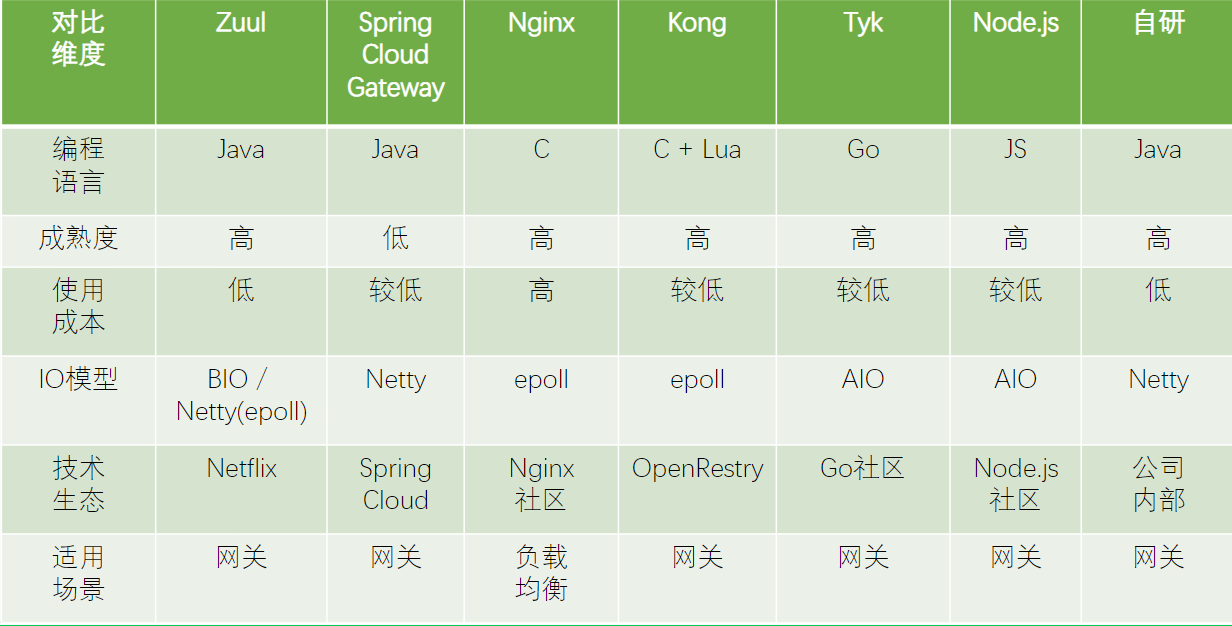 对比维度 Zuul Spring Cloud Gateway Nginx Kong Tyk Node.js 自研
编程语言 Java Java C C + Lua Go JS Java
成熟度 高 低 高 高 高 高 高
使用成本 低 较低 高 较低 较低 较低 低
IO模型 BIO / Netty(epoll) Netty epoll epoll AIO AIO Netty
技术生态 Netflix Spring Cloud Nginx社区 OpenRestry Go社区 Node.js社区 公司内部
适用场景 网关 网关 负载均衡 网关 网关 网关 网关